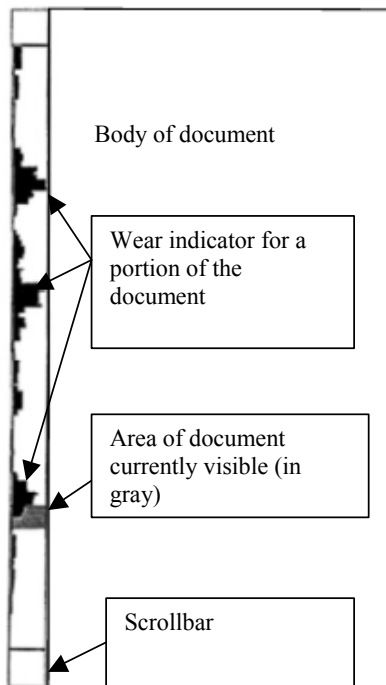 Body of document
Wear indicator for a
portion of the
document
Area of document
currently visible (in
gray)
Scrollbar